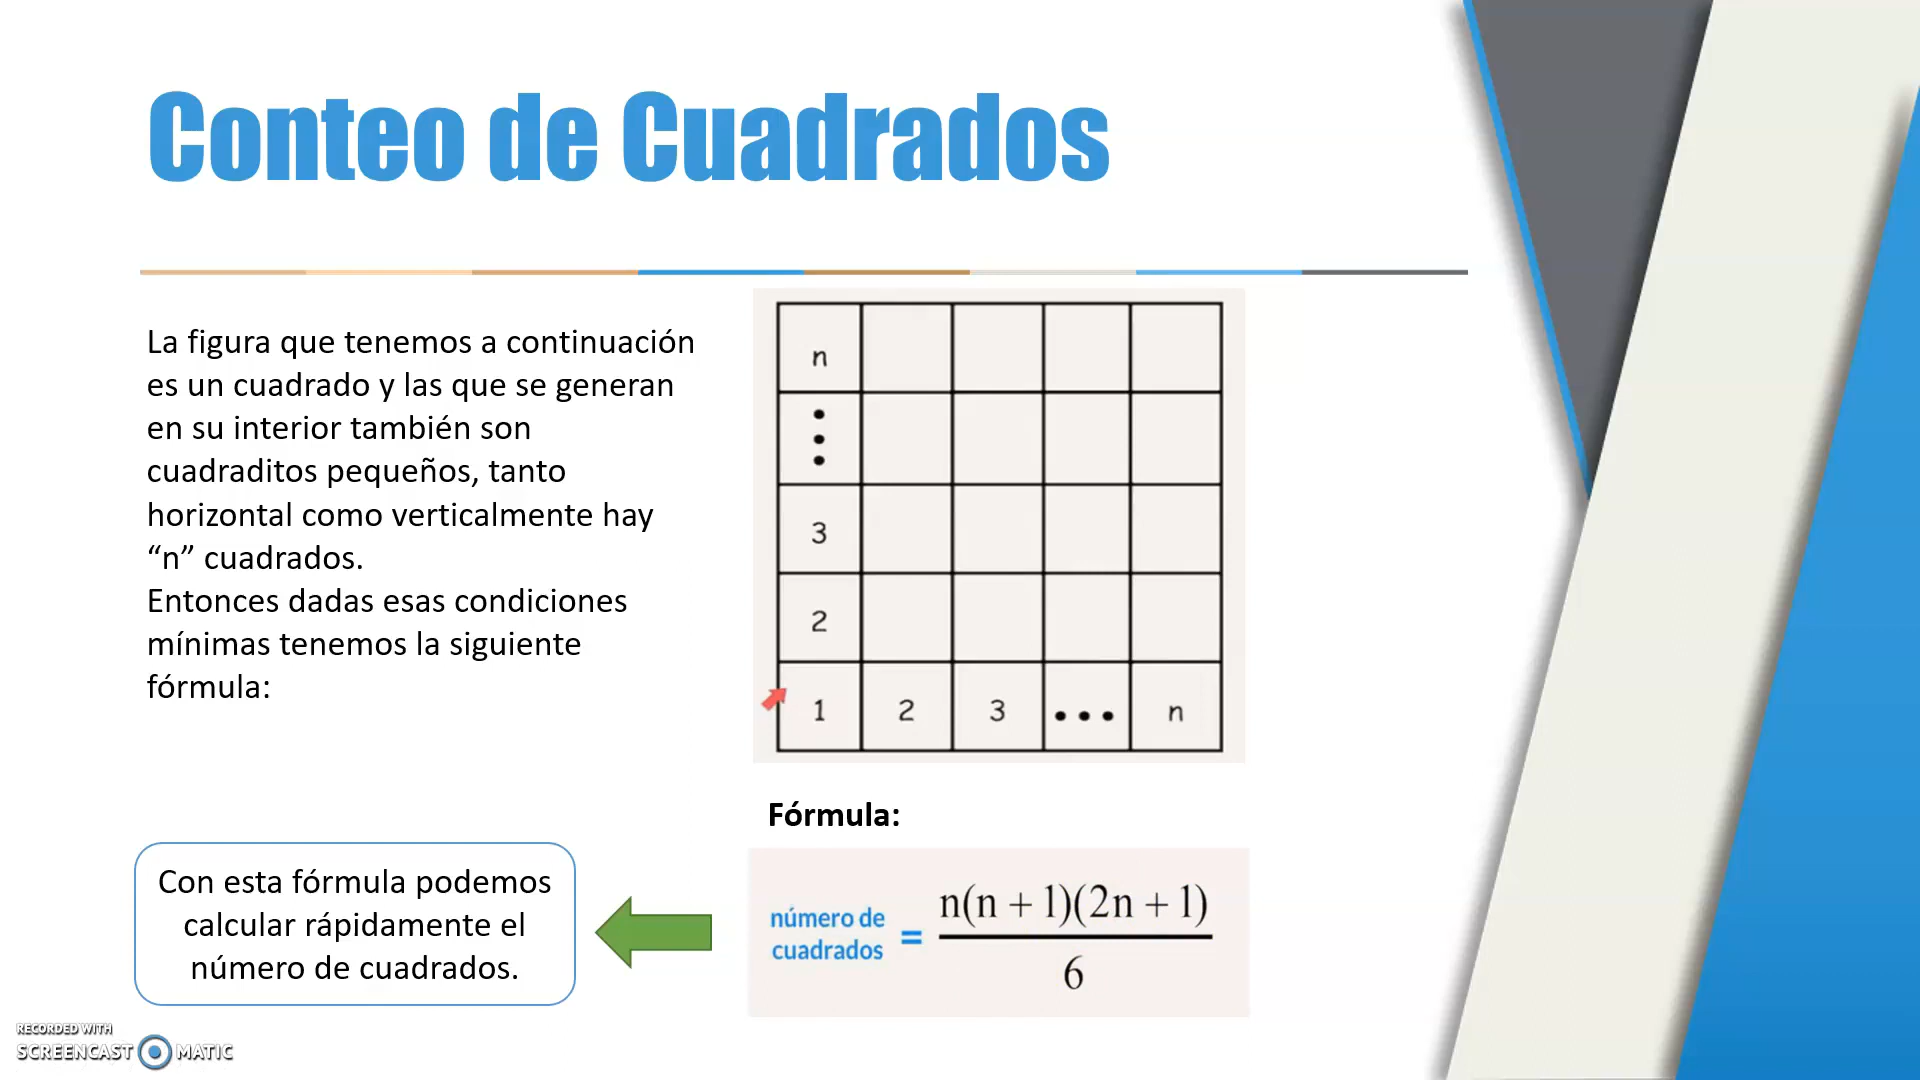 Conteo de Cuadrados
La figura que tenemos a continuación
es un cuadrado y las que se generan
en su interior también son
cuadraditos pequeños, tanto
horizontal como verticalmente hay
“n” cuadrados.
Entonces dadas esas condiciones
mínimas tenemos la siguiente
fórmula:
n
3
2
1 2 3 ••• n
Fórmula:
número de
cuadrados = n(n + 1)(2n + 1)
6
Con esta fórmula podemos
calcular rápidamente el
número de cuadrados.
RECORDED WITH
SCREENCAST MATIC